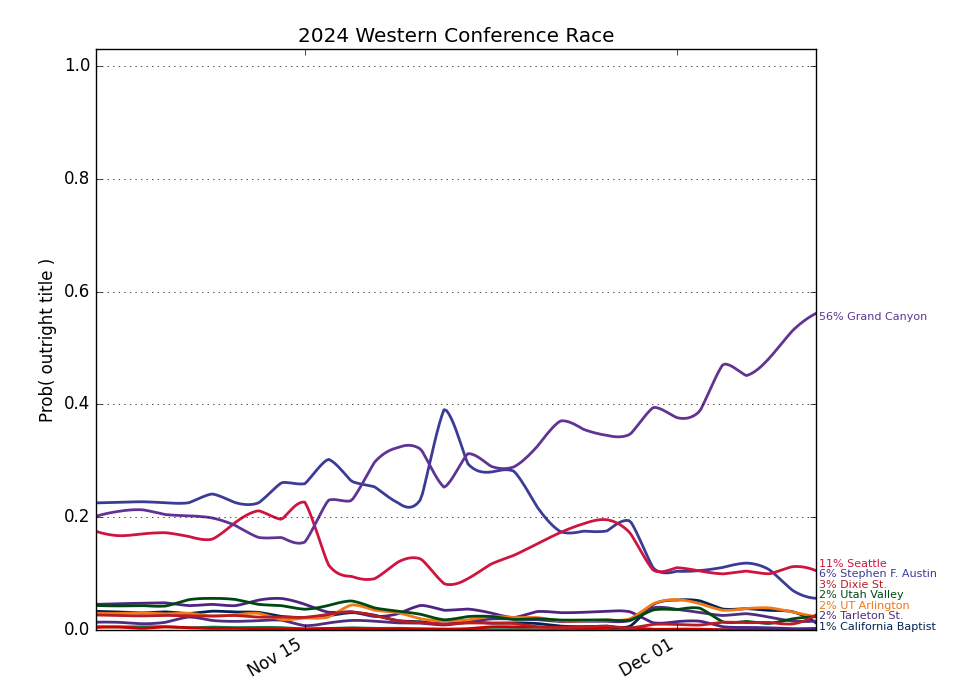 2024 Western Conference Race
1.0
0.8
0.6
0.4
0.2
0.0
Prob( outright title )
Nov 15
Dec 01
56% Grand Canyon
11% Seattle
6% Stephen F. Austin
3% Dixie St.
2% Utah Valley
2% UT Arlington
2% Tarleton St.
1% California Baptist